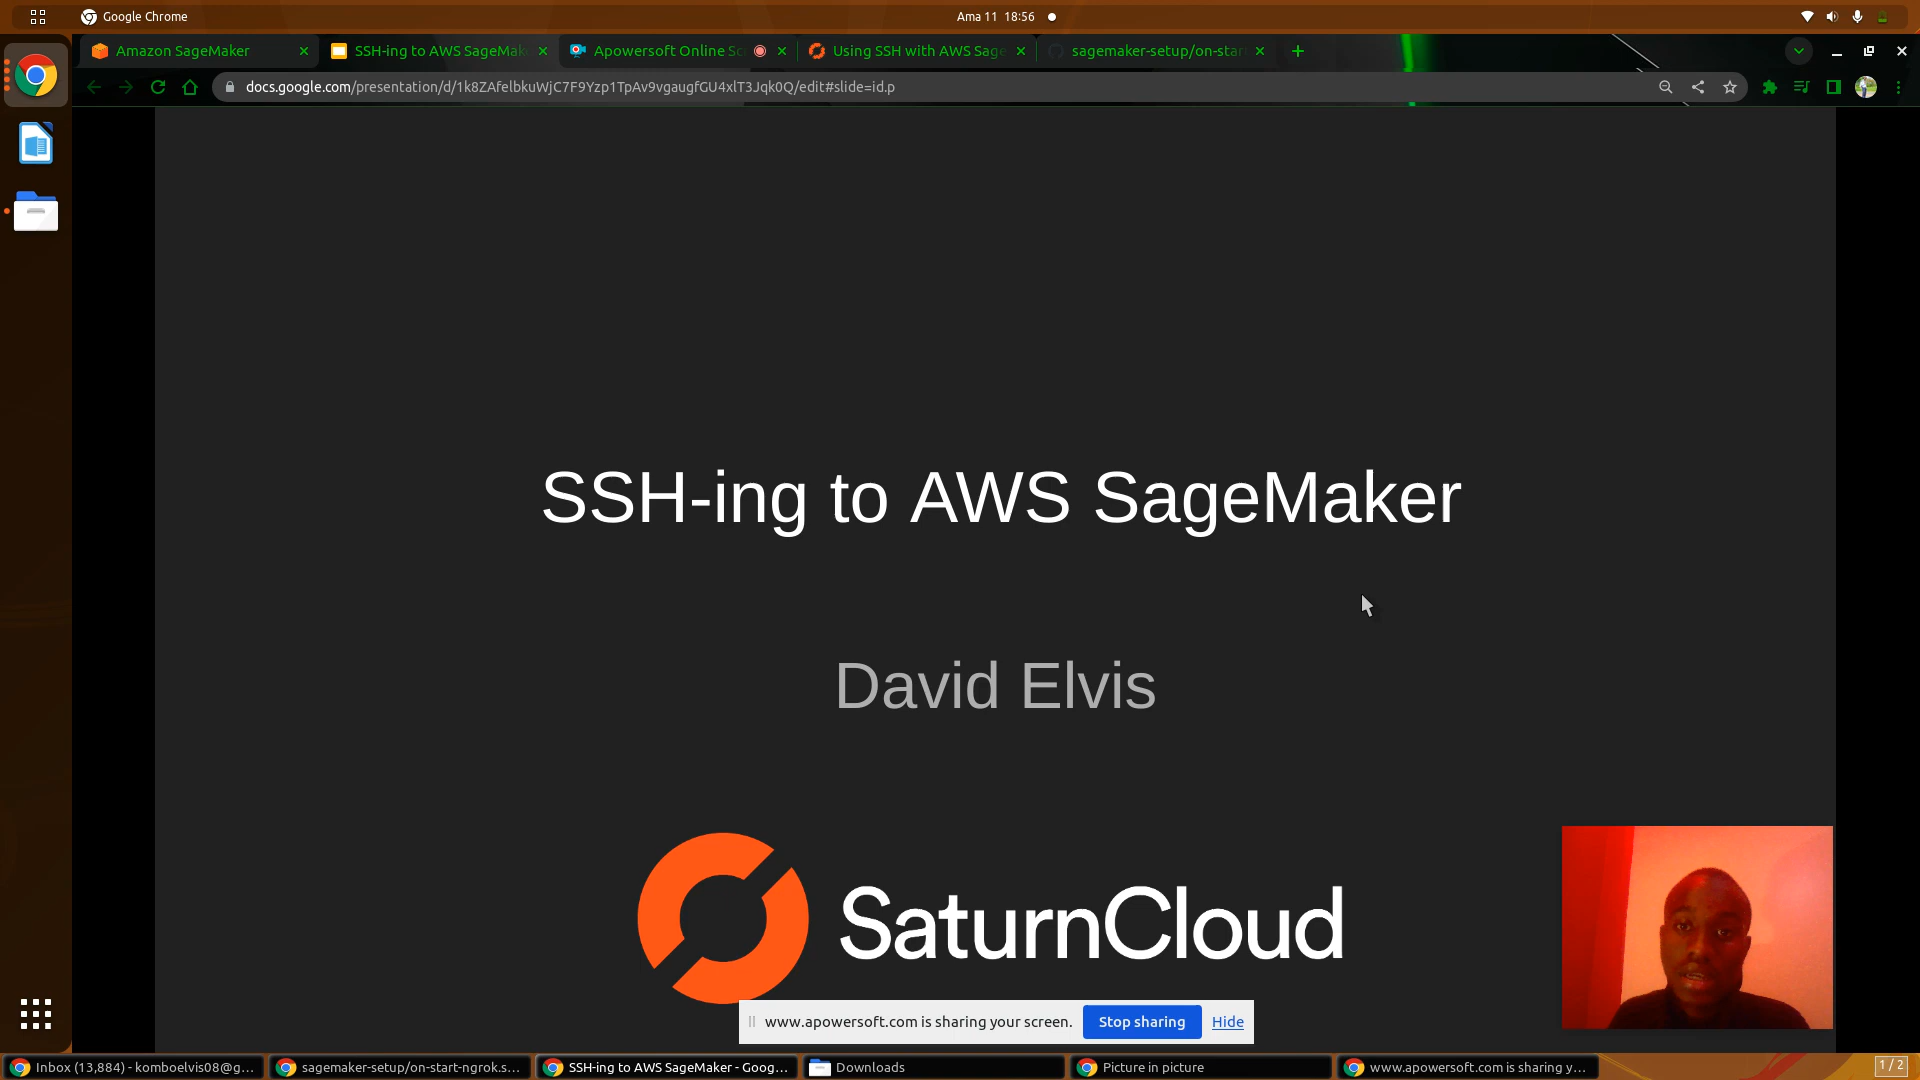 Google Chrome
Ama 11 18:56
Amazon SageMaker
SSH-ing to AWS SageMak
Apowersoft Online Sc
Using SSH with AWS Sage
sagemaker-setup/on-star
docs.google.com/presentation/d/1k8ZAfelbkuWjC7F9Yzp1TpAv9vgaugfGU4xlT3Jqk0Q/edit#slide=id.p
SSH-ing to AWS SageMaker
David Elvis
SaturnCloud
www.apowersoft.com is sharing your screen.
Stop sharing
Hide
Inbox (13,884) - komboelvis08@g...
sagemaker-setup/on-start-ngrok.s...
SSH-ing to AWS SageMaker - Goog...
Downloads
Picture in picture
www.apowersoft.com is sharing y...
1 / 2